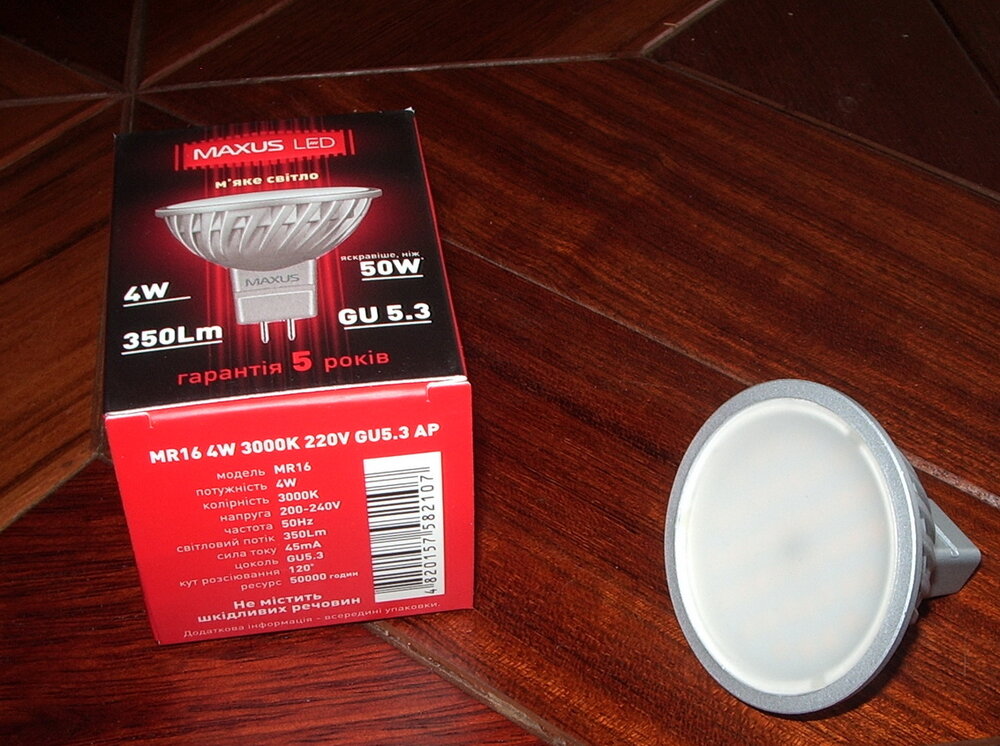 MAXUS LED
м'яке світло
яскравіше, ніж
50W*
MAXUS
4W
GU 5.3
350Lm
гарантія 5 років
MR16 4W 3000K 220V GU5.3 AP
модель MR16
потужність 4W
колірність 3000K
напруга 200-240V
частота 50Hz
світловий потік 350Lm
сила току 45mA
цоколь GU5.3
кут розсіювання 120°
ресурс 50000 годин
Не містить
шкідливих речовин
Додаткова інформація - всередині упаковки.
4820157582107